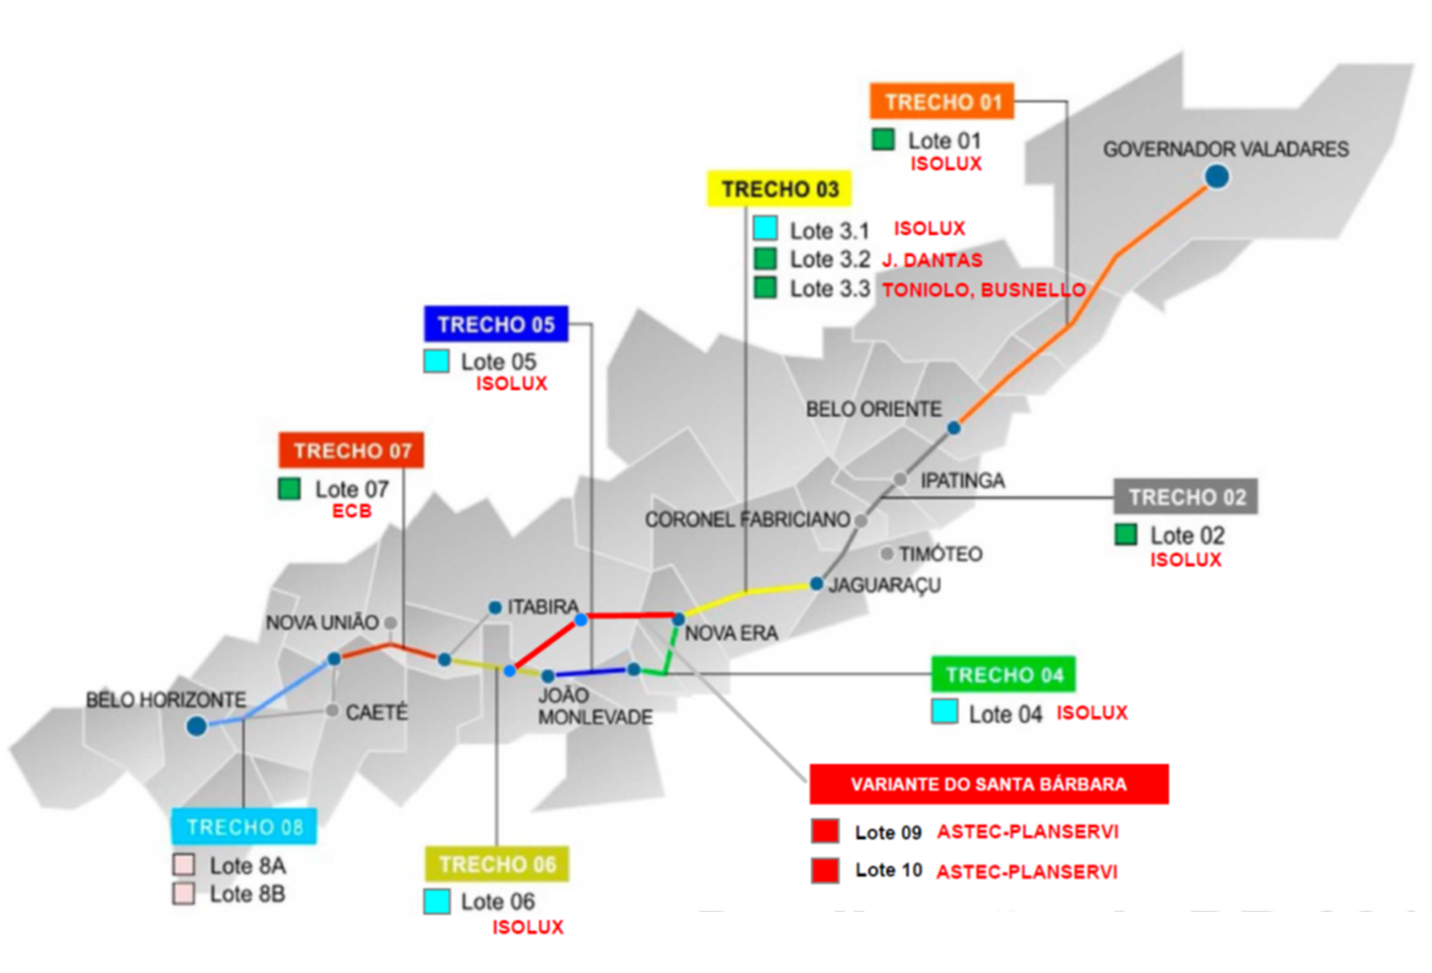 TRECHO 01
Lote 01
ISOLUX
GOVERNADOR VALADARES
TRECHO 03
Lote 3.1 ISOLUX
Lote 3.2 J. DANTAS
Lote 3.3 TONIOLO, BUSNELLO
TRECHO 05
Lote 05
ISOLUX
BELO ORIENTE
TRECHO 07
Lote 07
ECB
IPATINGA
TRECHO 02
Lote 02
ISOLUX
CORONEL FABRICIANO
TIMÓTEO
JAGUARAÇU
ITABIRA
NOVA UNIÃO
NOVA ERA
TRECHO 04
Lote 04 ISOLUX
BELO HORIZONTE
CAETÉ
JOÃO
MONLEVADE
VARIANTE DO SANTA BÁRBARA
Lote 09 ASTEC-PLANSERVI
Lote 10 ASTEC-PLANSERVI
TRECHO 08
Lote 8A
Lote 8B
TRECHO 06
Lote 06
ISOLUX